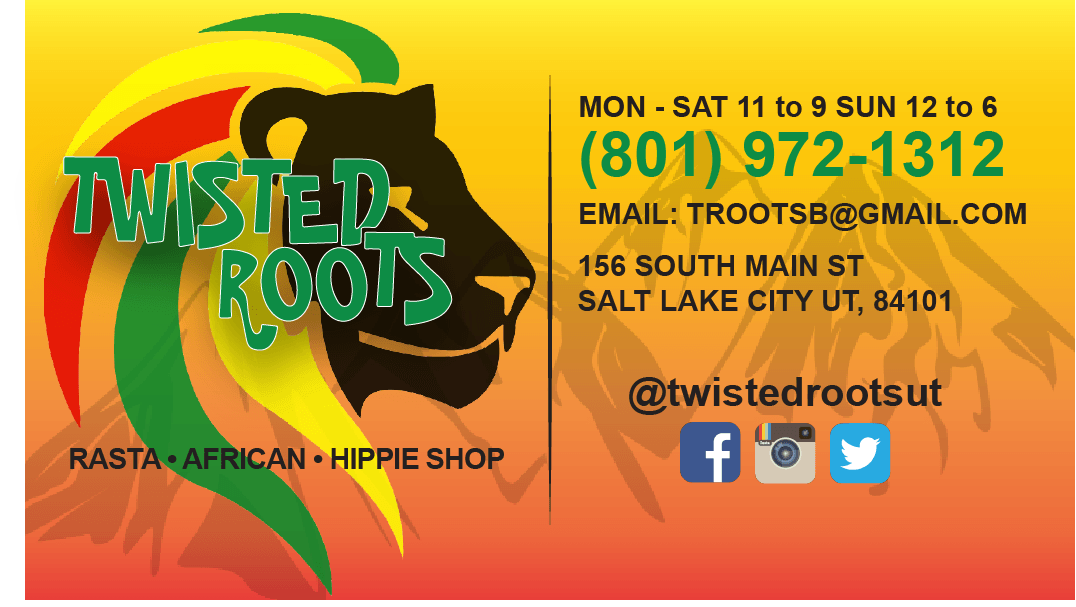 TWISTED
ROOTS
RASTA • AFRICAN • HIPPIE SHOP
MON - SAT 11 to 9 SUN 12 to 6
(801) 972-1312
EMAIL: TROOTSB@GMAIL.COM
156 SOUTH MAIN ST
SALT LAKE CITY UT, 84101
@twistedrootsut